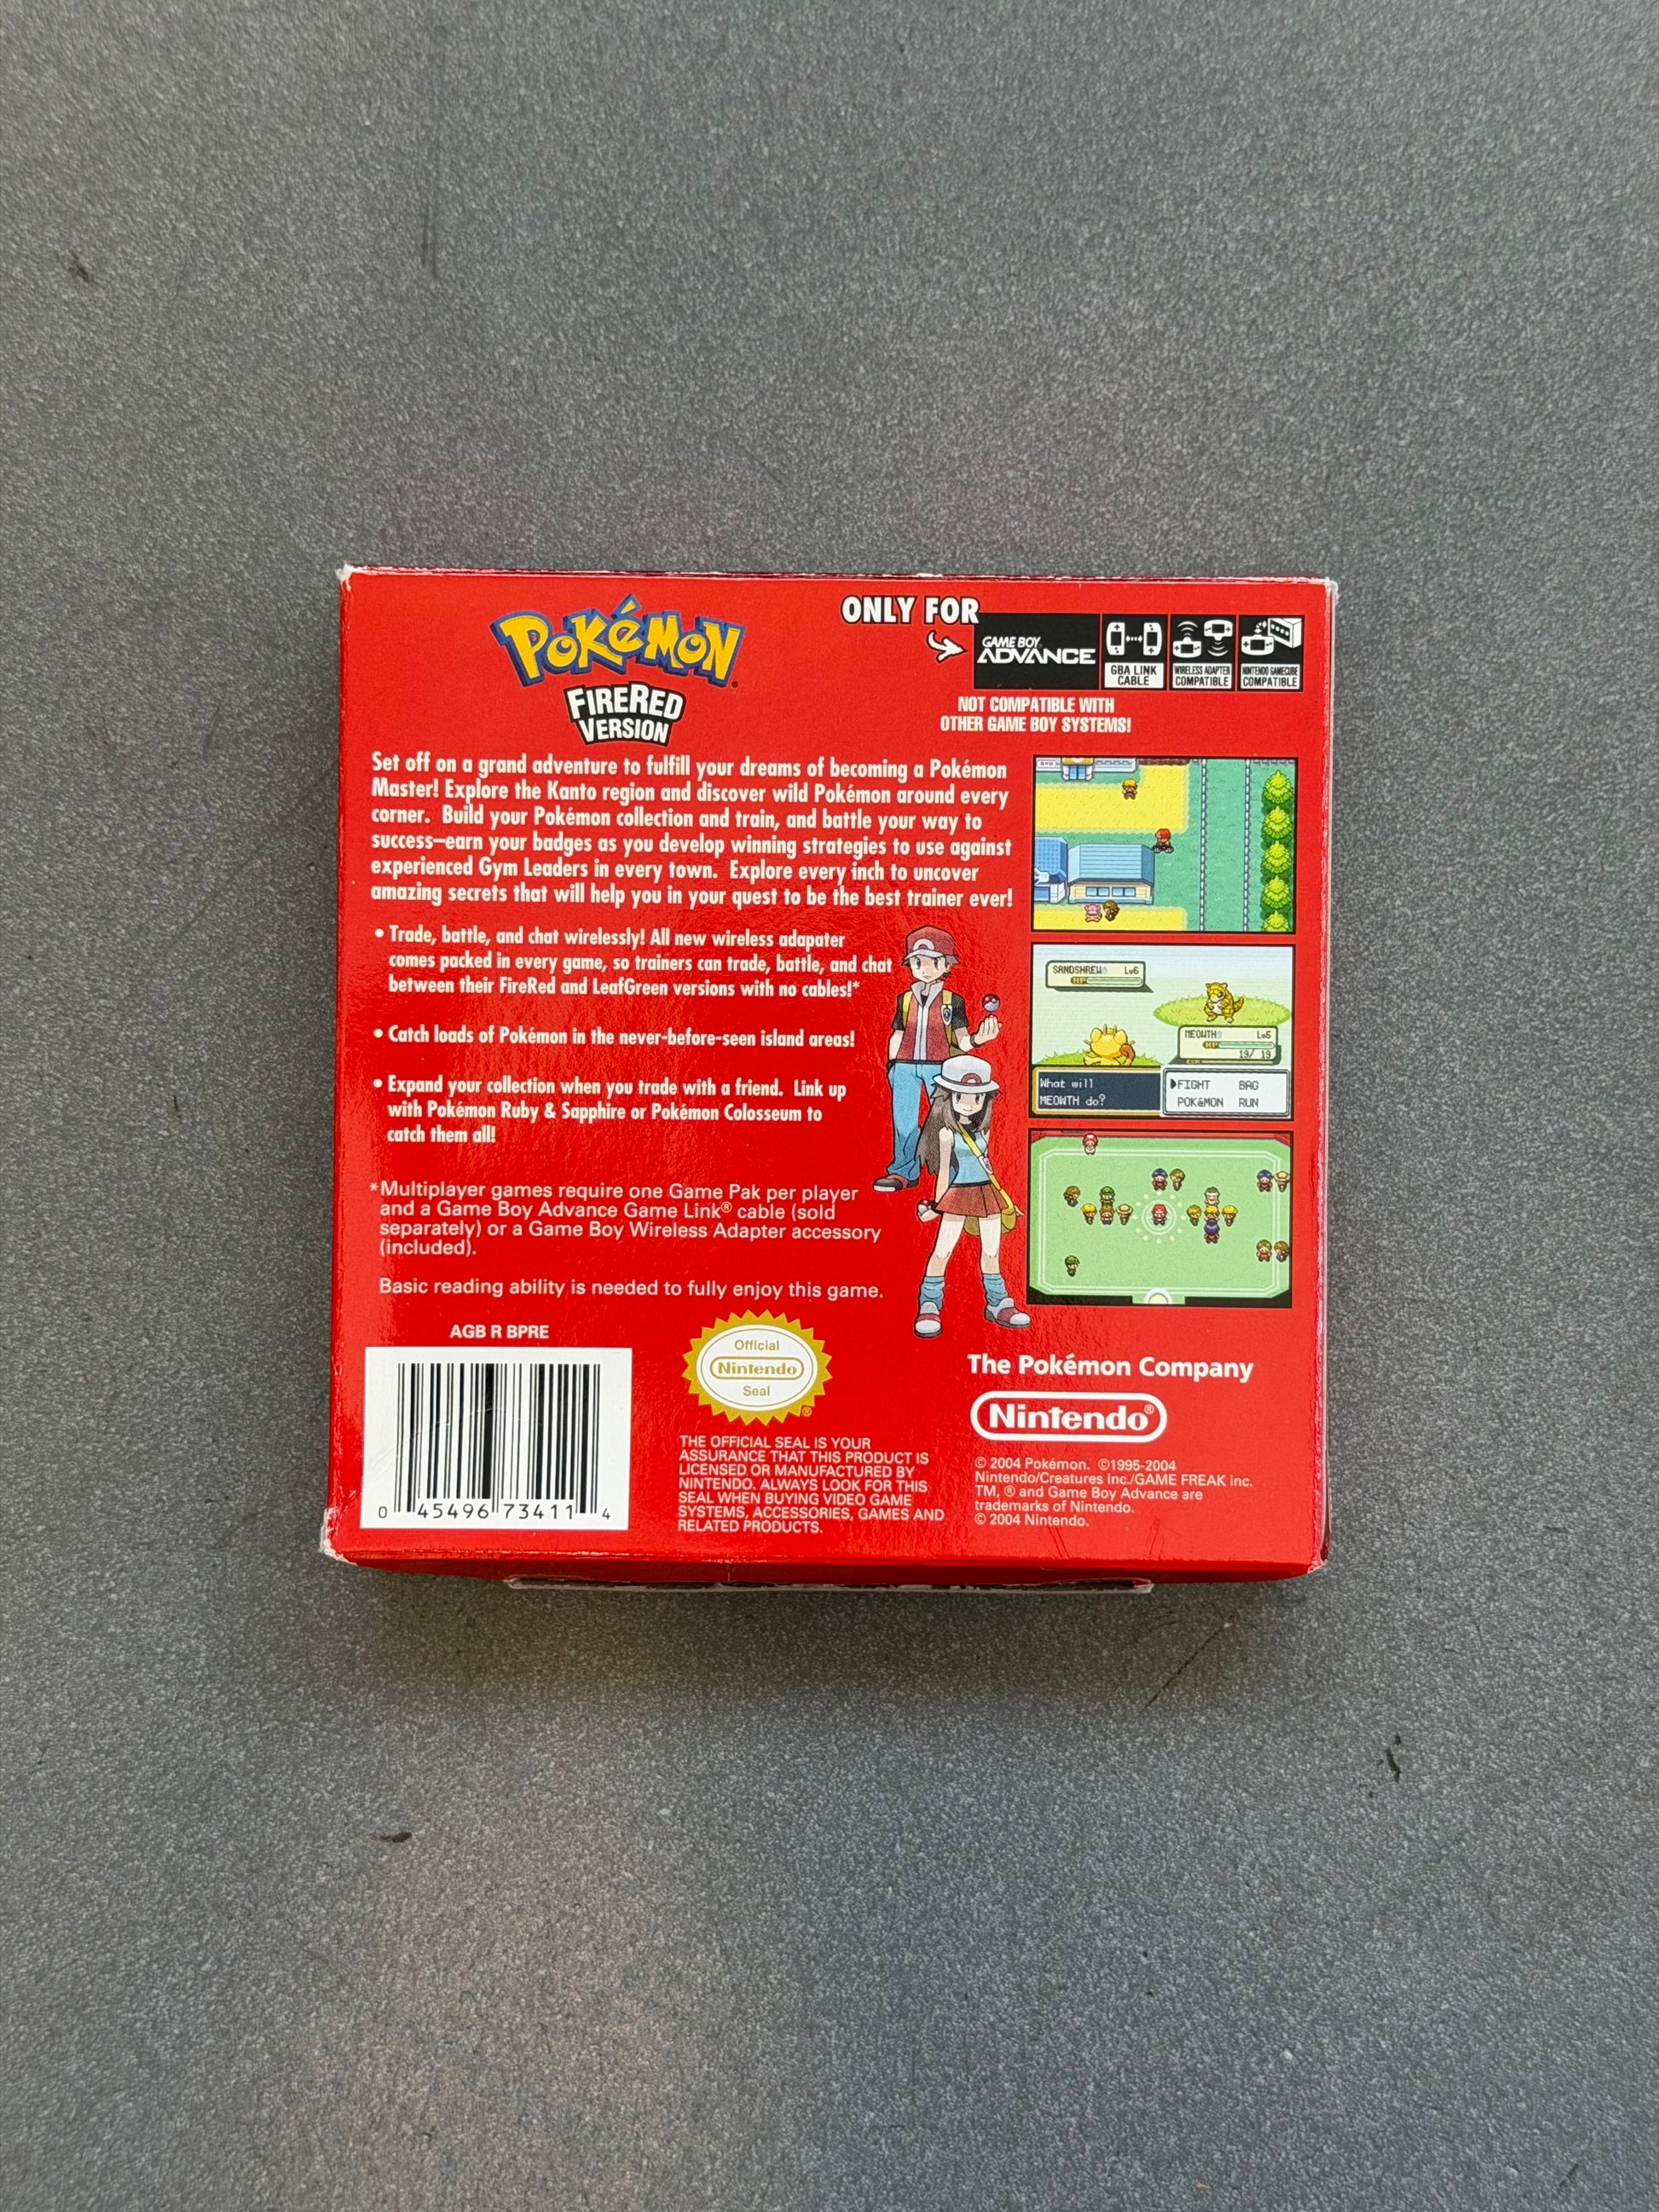 POKéMON
FIRERED
VERSION
ONLY FOR
GAME BOY
ADVANCE
GBA LINK
CABLE
WIRELESS ADAPTER
COMPATIBLE
NINTENDO GAMECUBE
COMPATIBLE
NOT COMPATIBLE WITH
OTHER GAME BOY SYSTEMS!
Set off on a grand adventure to fulfill your dreams of becoming a Pokémon
Master! Explore the Kanto region and discover wild Pokémon around every
corner. Build your Pokémon collection and train, and battle your way to
success–earn your badges as you develop winning strategies to use against
experienced Gym Leaders in every town. Explore every inch to uncover
amazing secrets that will help you in your quest to be the best trainer ever!
• Trade, battle, and chat wirelessly! All new wireless adapater
comes packed in every game, so trainers can trade, battle, and chat
between their FireRed and LeafGreen versions with no cables!*
• Catch loads of Pokémon in the never-before-seen island areas!
• Expand your collection when you trade with a friend. Link up
with Pokémon Ruby & Sapphire or Pokémon Colosseum to
catch them all!
*Multiplayer games require one Game Pak per player
and a Game Boy Advance Game Link® cable (sold
separately) or a Game Boy Wireless Adapter accessory
(included).
Basic reading ability is needed to fully enjoy this game.
SANDSHREW♂ Lv6
HP
MEOWTH♂ Lv5
HP
19/ 19
What will
MEOWTH do?
▶FIGHT BAG
POKéMON RUN
AGB R BPRE
0 45496 73411 4
Official
Nintendo
Seal
®
THE OFFICIAL SEAL IS YOUR
ASSURANCE THAT THIS PRODUCT IS
LICENSED OR MANUFACTURED BY
NINTENDO. ALWAYS LOOK FOR THIS
SEAL WHEN BUYING VIDEO GAME
SYSTEMS, ACCESSORIES, GAMES AND
RELATED PRODUCTS.
The Pokémon Company
Nintendo®
© 2004 Pokémon. ©1995-2004
Nintendo/Creatures Inc./GAME FREAK inc.
TM, ® and Game Boy Advance are
trademarks of Nintendo.
© 2004 Nintendo.